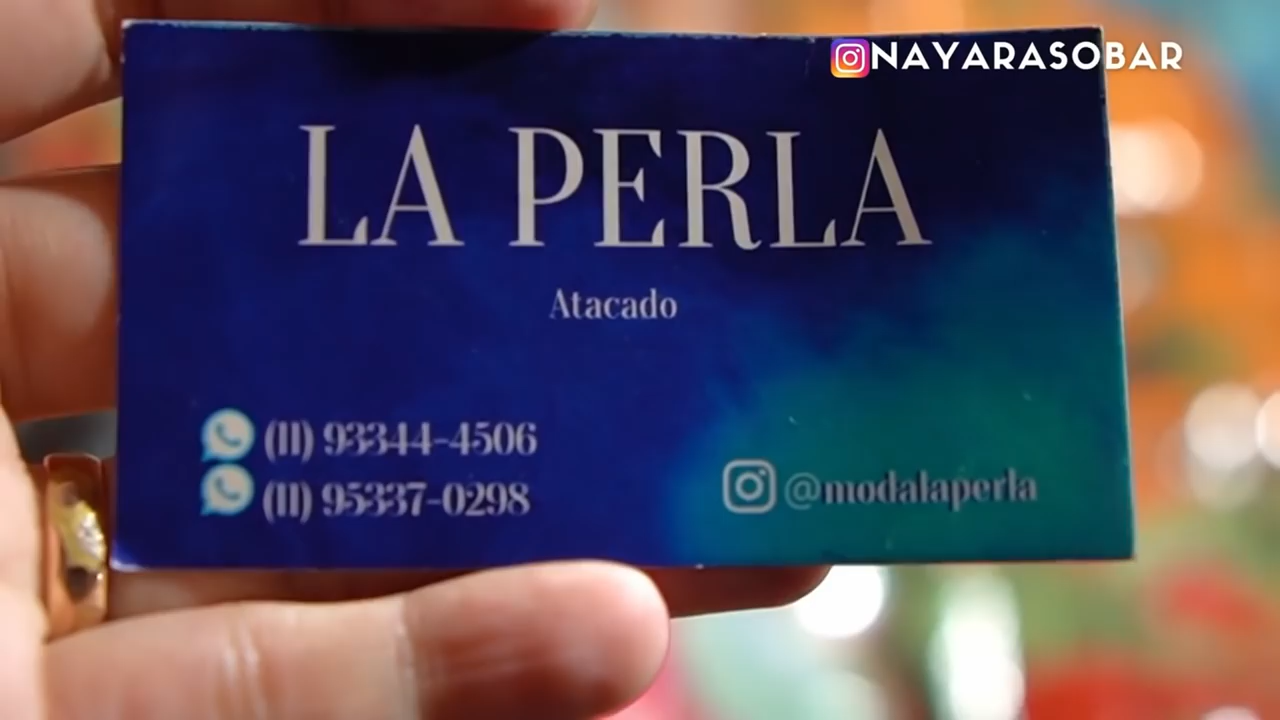 NAYARASOBAR
LA PERLA
Atacado
(11) 93344-4506
(11) 95337-0298
@modalaperla